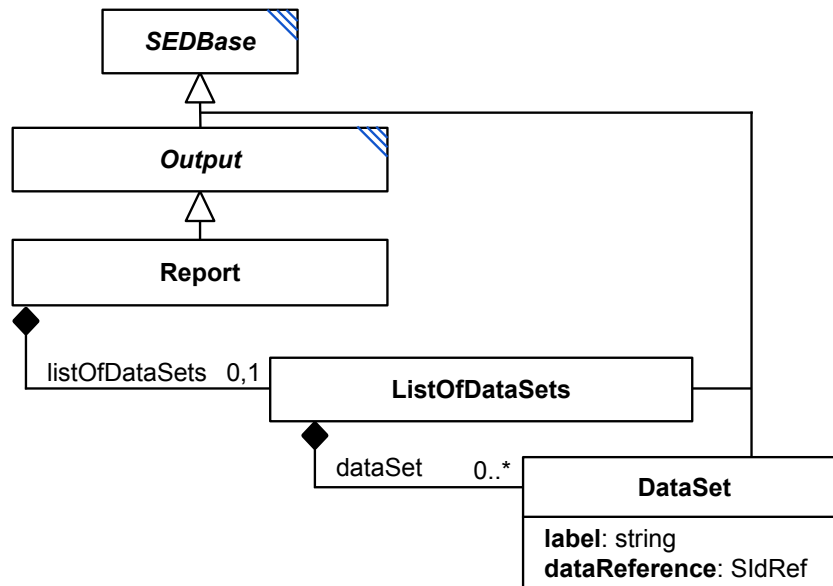 SEDBase
Output
Report
listOfDataSets 0,1
ListOfDataSets
dataSet 0..*
DataSet
label: string
dataReference: SIdRef